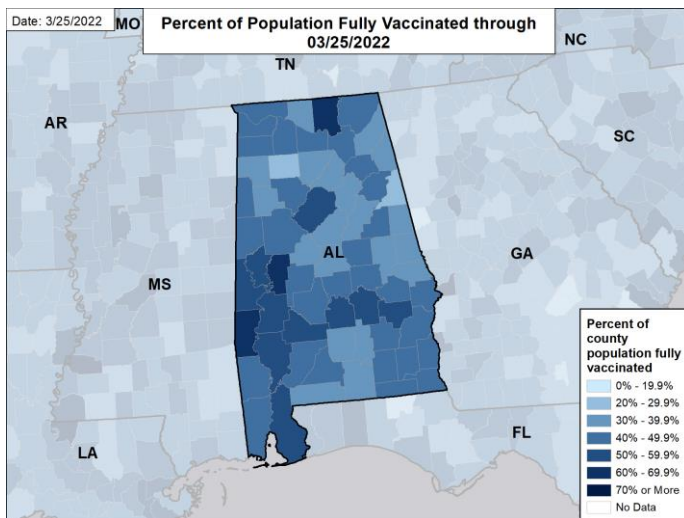 Date: 3/25/2022
Percent of Population Fully Vaccinated through
03/25/2022
MO
NC
TN
AR
SC
AL
GA
MS
LA
FL
Percent of
county
population fully
vaccinated
0% - 19.9%
20% - 29.9%
30% - 39.9%
40% - 49.9%
50% - 59.9%
60% - 69.9%
70% or More
No Data